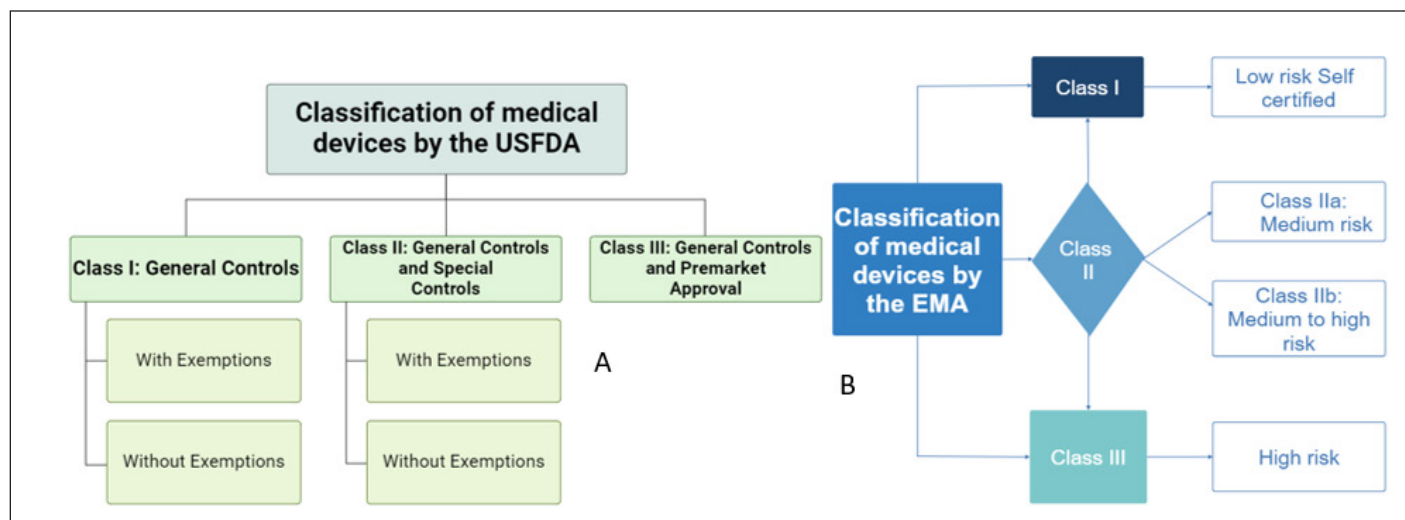 Classification of medical
devices by the USFDA
Class I: General Controls
Class II: General Controls
and Special
Controls
Class III: General Controls
and Premarket
Approval
With Exemptions
With Exemptions
Without Exemptions
Without Exemptions
A
Classification
of medical
devices by
the EMA
Class I
Low risk Self
certified
Class
II
Class IIa:
Medium risk
Class IIb:
Medium to high
risk
B
Class III
High risk